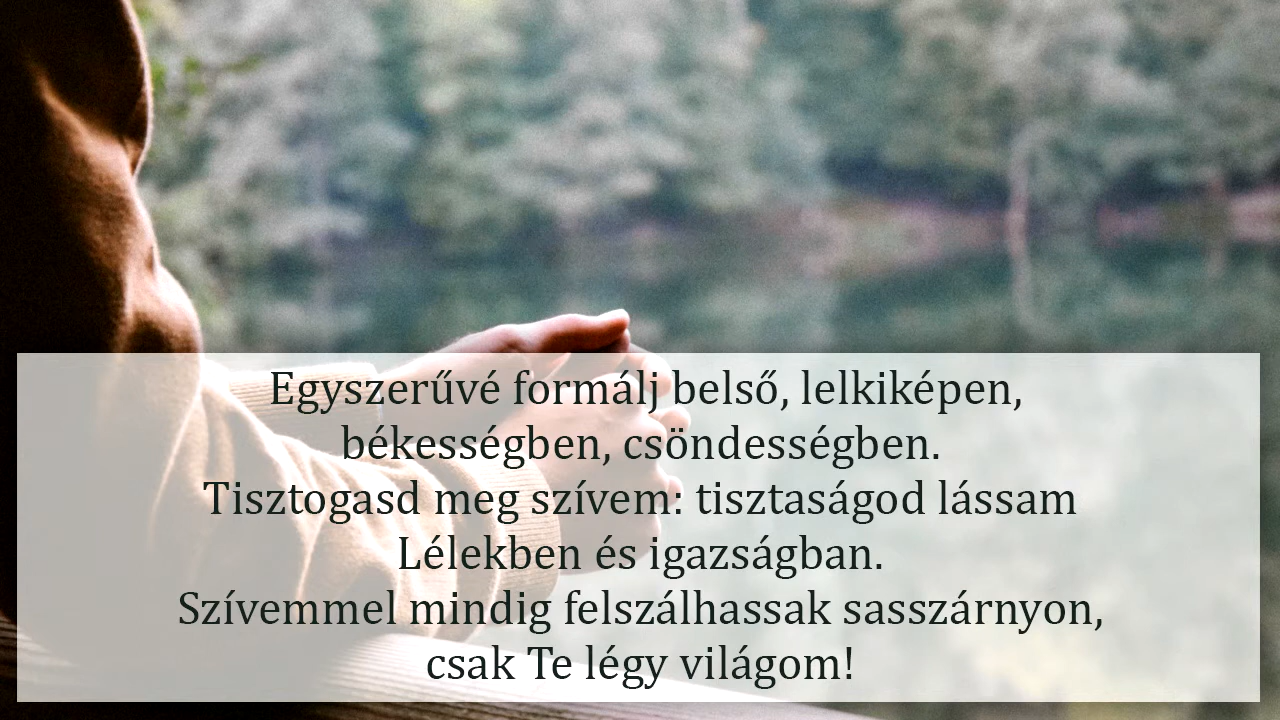 Egyszerűvé formálj belső, lelkiképen,
békességben, csöndességben.
Tisztogasd meg szívem: tisztaságod lássam
Lélekben és igazságban.
Szívemmel mindig felszálhassak sasszárnyon,
csak Te légy világom!